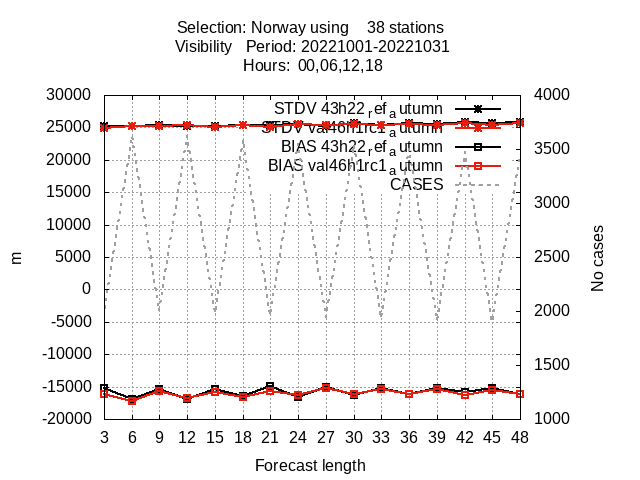 Selection: Norway using    38 stations
Visibility   Period: 20221001-20221031
Hours:  00,06,12,18
30000
25000
20000
15000
10000
5000
0
-5000
-10000
-15000
-20000
m
STDV 43h22_ref_autumn
STDV val46h1rc1_autumn
BIAS 43h22_ref_autumn
BIAS val46h1rc1_autumn
CASES
4000
3500
3000
2500
2000
1500
1000
No cases
3 6 9 12 15 18 21 24 27 30 33 36 39 42 45 48
Forecast length